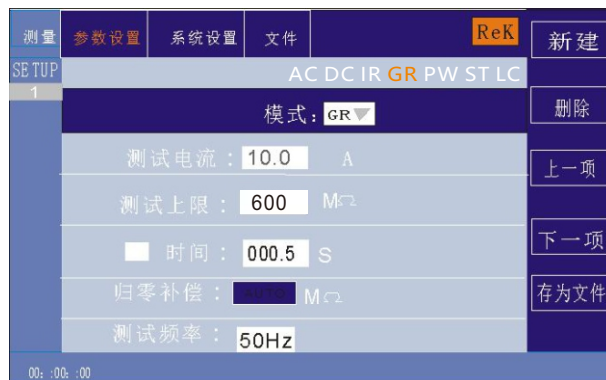 测量 参数设置 系统设置 文件 ReK 新建
SETUP AC DC IR GR PW ST LC
1
模式：GR 删除
测试电流： 10.0 A 上一项
测试上限： 600 MΩ
时间： 000.5 S 下一项
归零补偿： MΩ 存为文件
测试频率： 50Hz
00: :00: :00